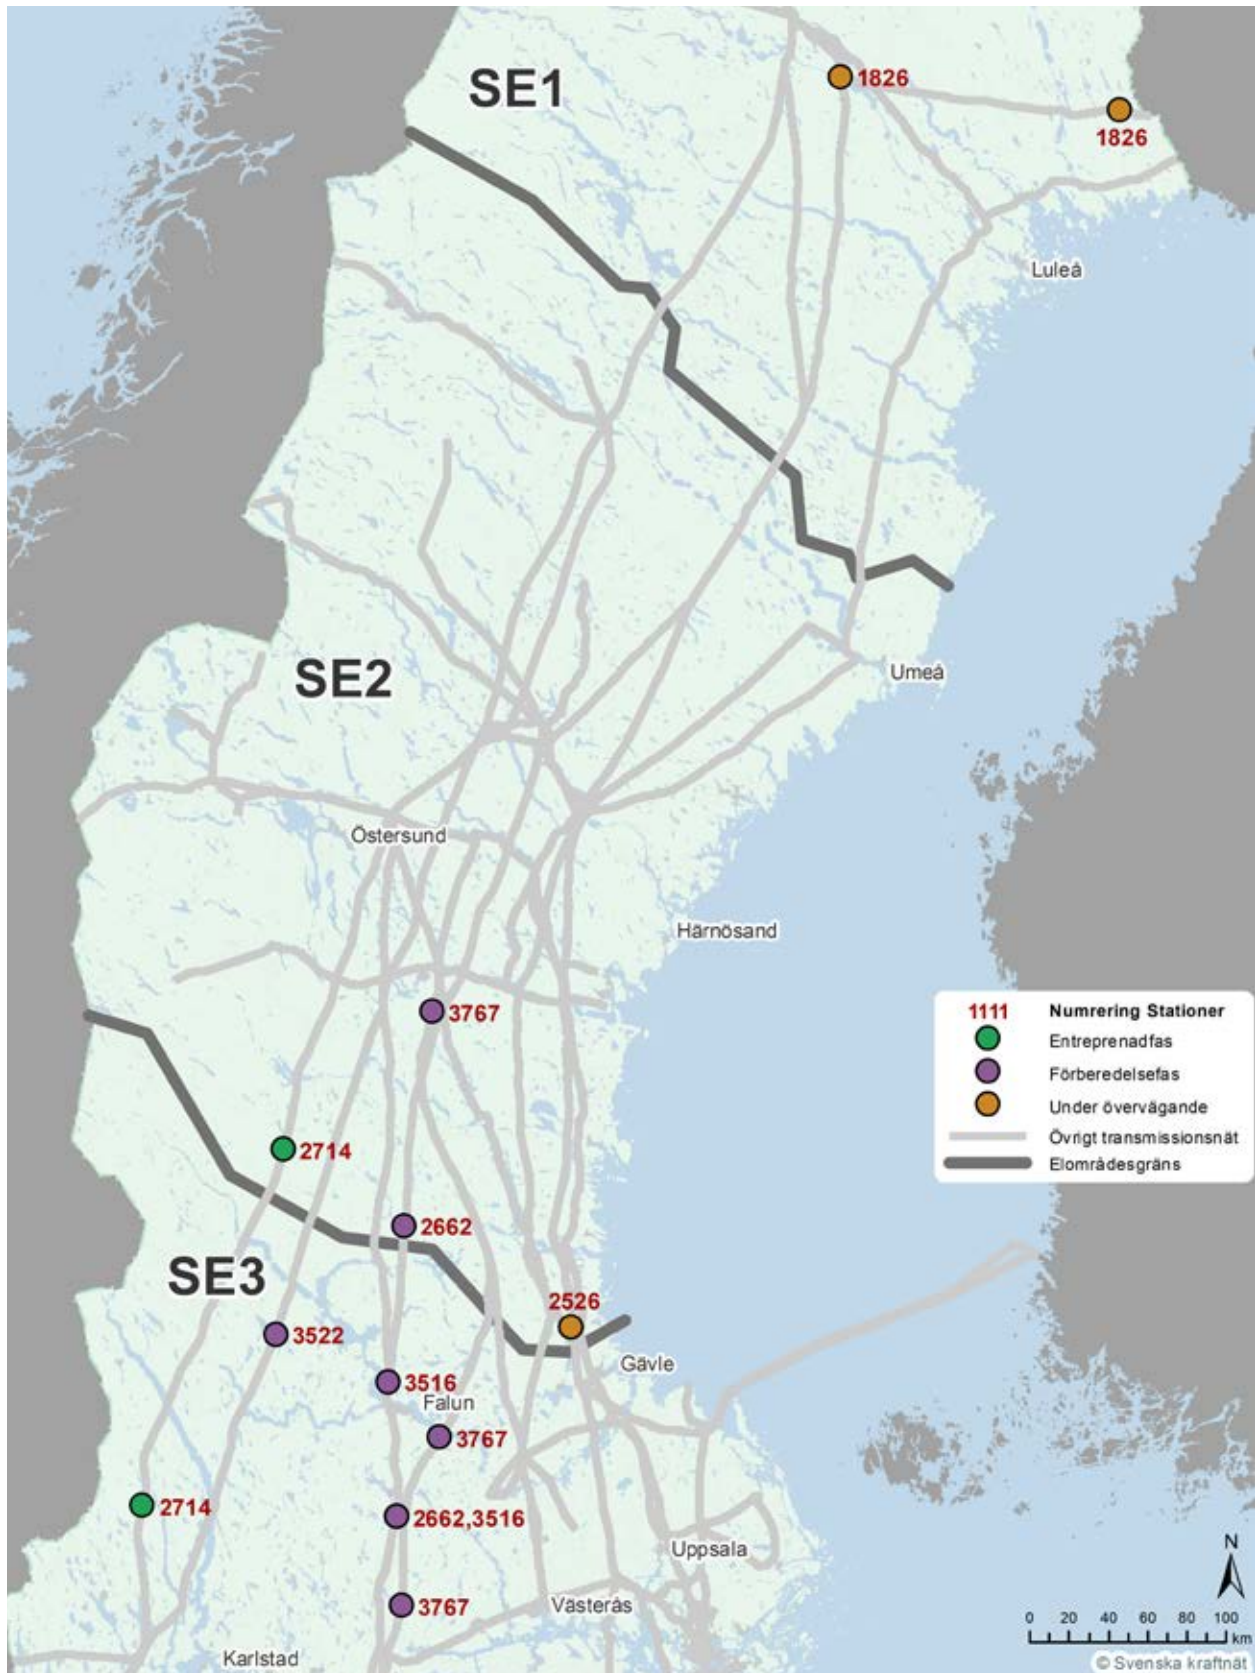 SE1
1826
1826
Luleå
SE2
Umeå
Östersund
Härnösand
3767
1111 Numrering Stationer
Entreprenadfas
Förberedelsefas
Under övervägande
Övrigt transmissionsnät
Elområdesgräns
2714
2662
SE3
2526
3522
Gävle
3516
Falun
3767
2714
2662,3516
Uppsala
3767
Västerås
Karlstad
N
0 20 40 60 80 100
km
© Svenska kraftnät